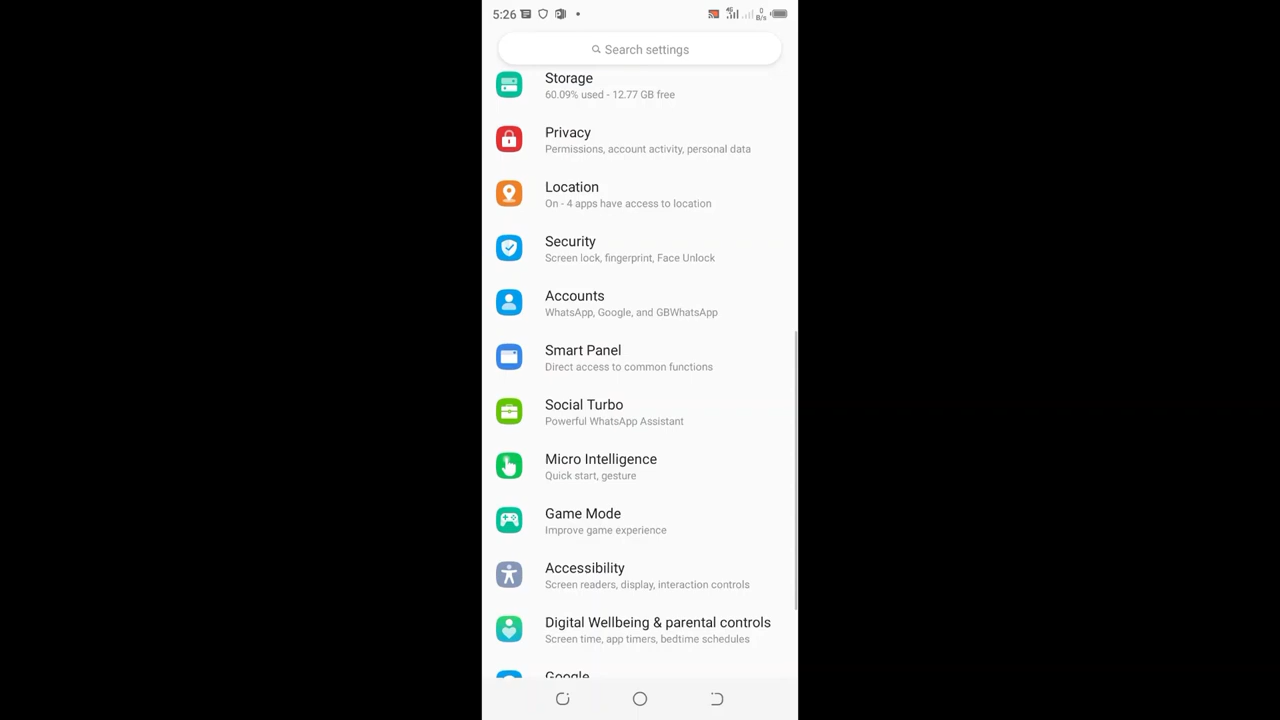 5:26
4G
0
B/s
Search settings
Storage
60.09% used - 12.77 GB free
Privacy
Permissions, account activity, personal data
Location
On - 4 apps have access to location
Security
Screen lock, fingerprint, Face Unlock
Accounts
WhatsApp, Google, and GBWhatsApp
Smart Panel
Direct access to common functions
Social Turbo
Powerful WhatsApp Assistant
Micro Intelligence
Quick start, gesture
Game Mode
Improve game experience
Accessibility
Screen readers, display, interaction controls
Digital Wellbeing & parental controls
Screen time, app timers, bedtime schedules
Google